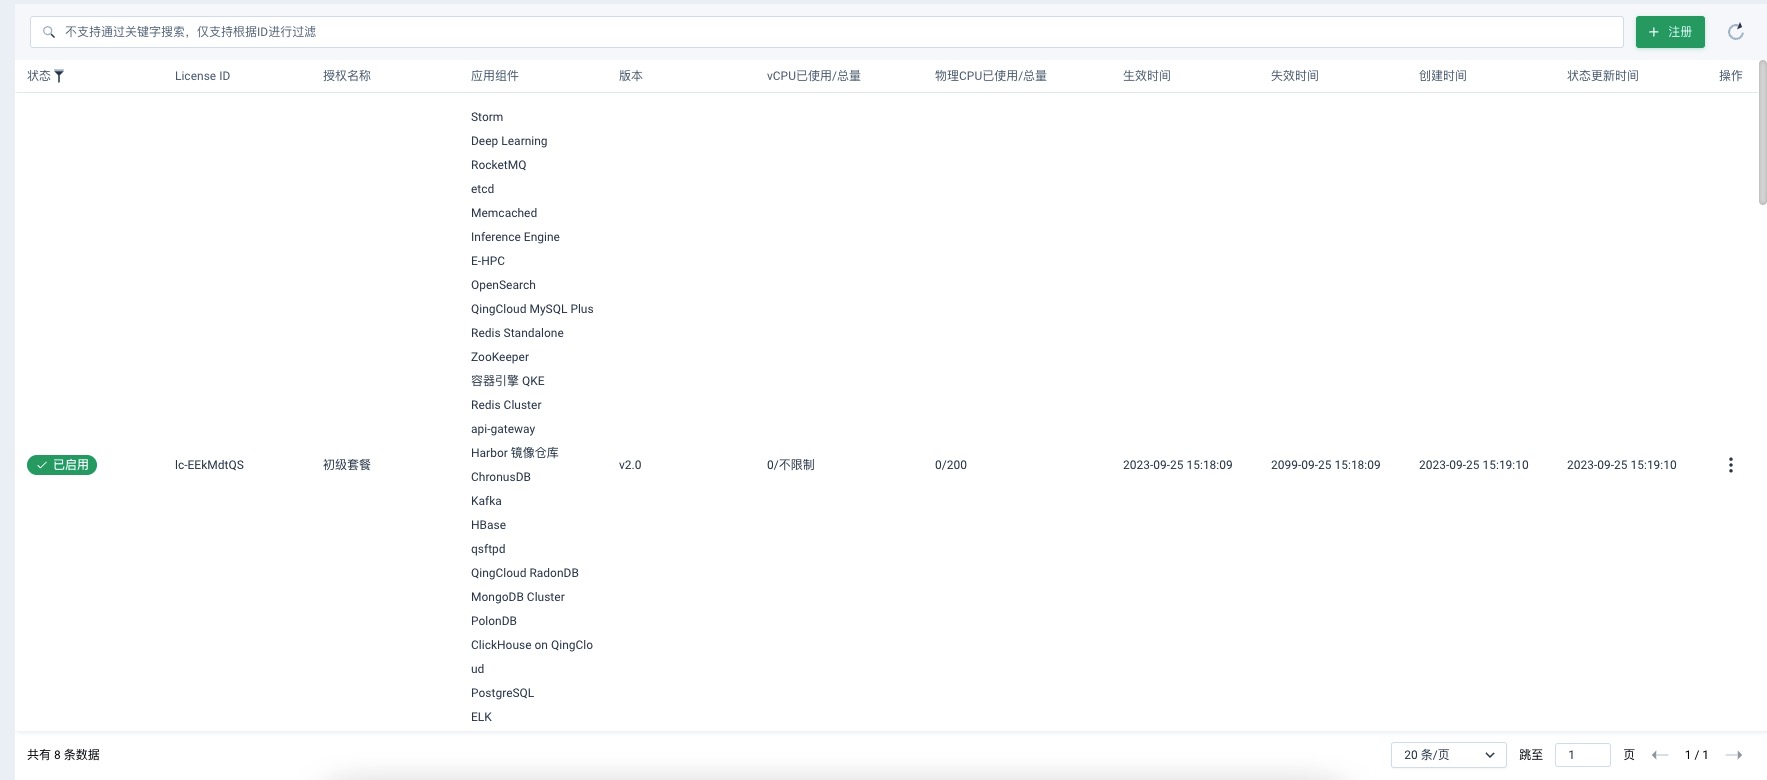 不支持通过关键字搜索，仅支持根据ID进行过滤
注册
状态 License ID 授权名称 应用组件 版本 vCPU已使用/总量 物理CPU已使用/总量 生效时间 失效时间 创建时间 状态更新时间 操作
Storm
Deep Learning
RocketMQ
etcd
Memcached
Inference Engine
E-HPC
OpenSearch
QingCloud MySQL Plus
Redis Standalone
ZooKeeper
容器引擎 QKE
Redis Cluster
api-gateway
Harbor 镜像仓库
已启用 lc-EEkMdtQS 初级套餐 v2.0 0/不限制 0/200 2023-09-25 15:18:09 2099-09-25 15:18:09 2023-09-25 15:19:10 2023-09-25 15:19:10
ChronusDB
Kafka
HBase
qsftpd
QingCloud RadonDB
MongoDB Cluster
PolonDB
ClickHouse on QingClo
ud
PostgreSQL
ELK
共有 8 条数据 20 条/页 跳至 1 页 1 / 1